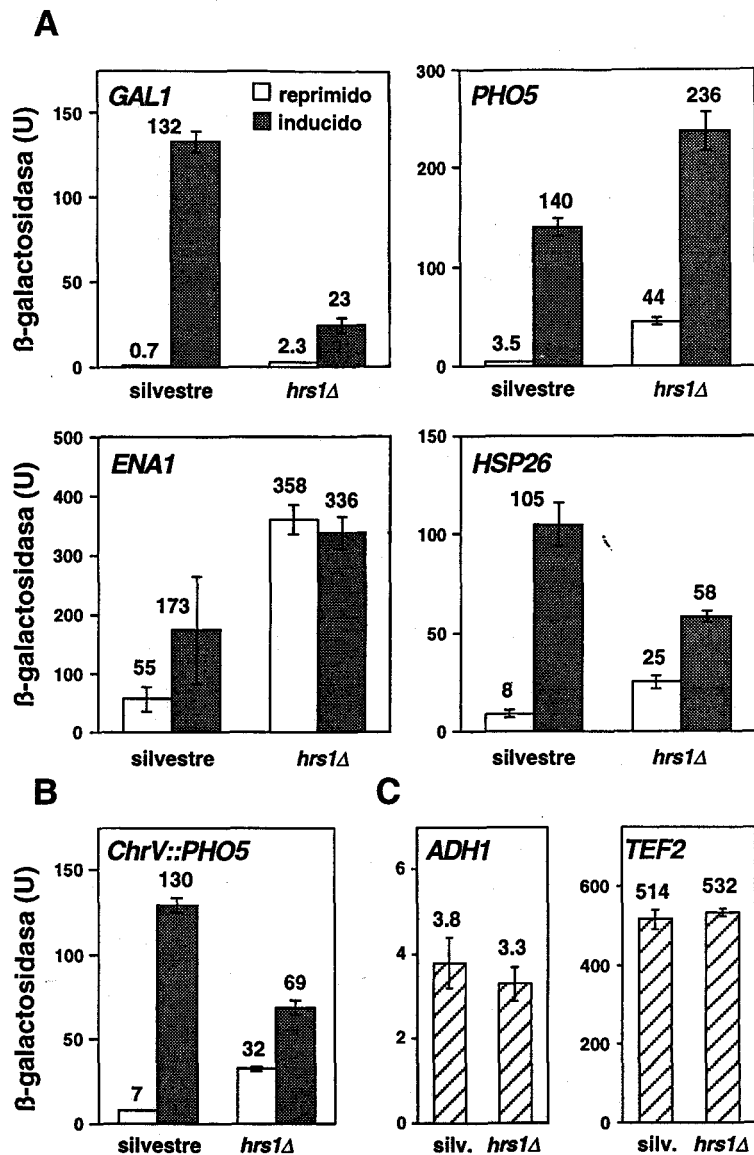 A
ß-galactosidasa (U)
GAL1
reprimido
inducido
150
100
50
0
132
0.7
2.3
23
silvestre hrs1Δ
PHO5
300
200
100
0
3.5
140
44
236
silvestre hrs1Δ
ß-galactosidasa (U)
ENA1
500
400
300
200
100
0
55
173
358
336
silvestre hrs1Δ
HSP26
150
100
50
0
8
105
25
58
silvestre hrs1Δ
B
ß-galactosidasa (U)
ChrV::PHO5
150
100
50
0
7
130
32
69
silvestre hrs1Δ
C
ADH1
6
4
2
0
3.8
3.3
silv. hrs1Δ
TEF2
600
400
200
0
514
532
silv. hrs1Δ